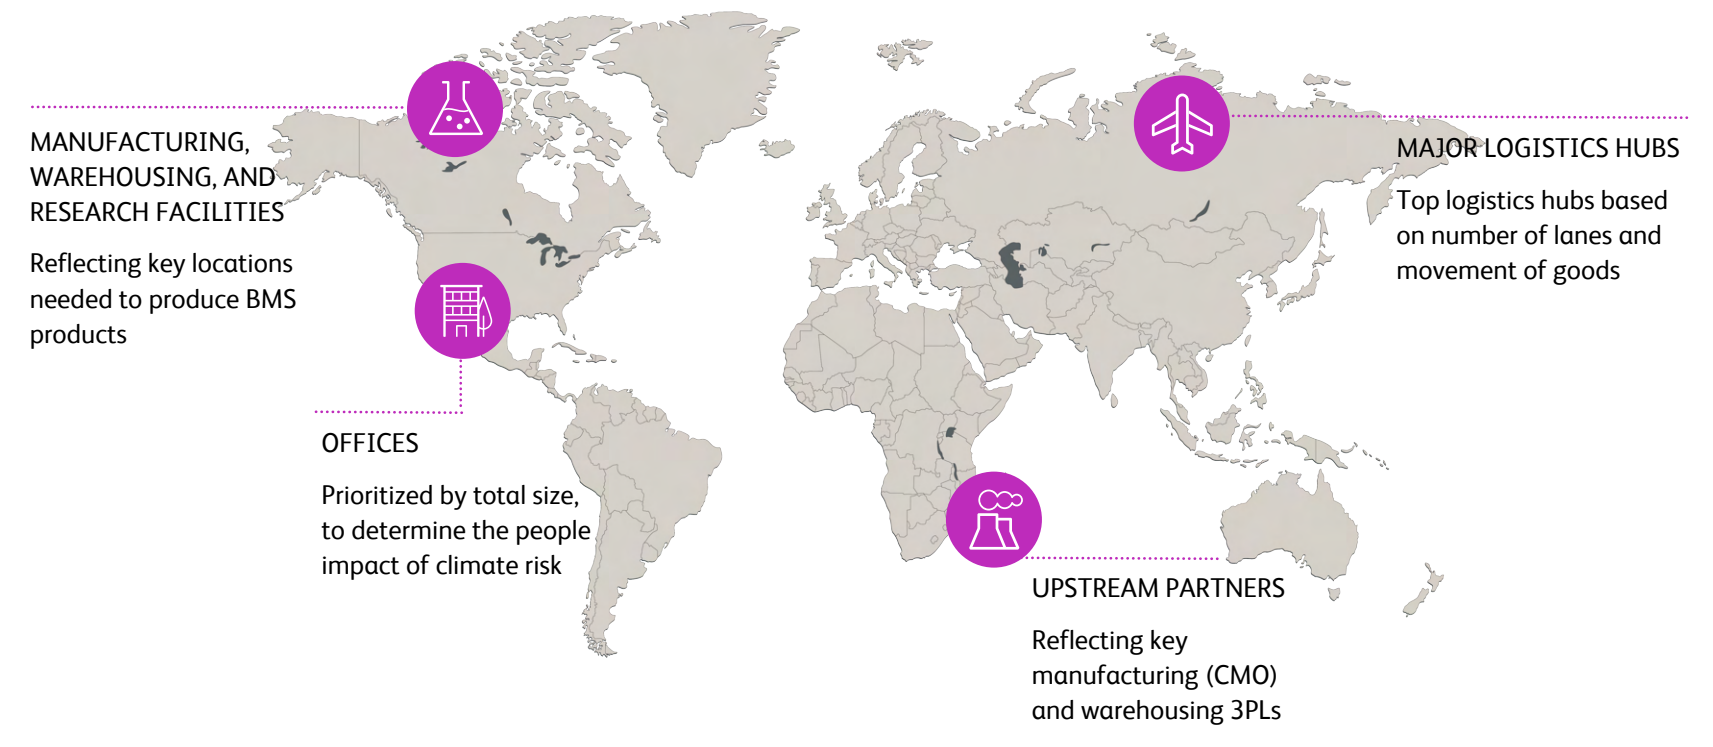 MANUFACTURING,
WAREHOUSING, AND
RESEARCH FACILITIES
Reflecting key locations
needed to produce BMS
products
OFFICES
Prioritized by total size,
to determine the people
impact of climate risk
MAJOR LOGISTICS HUBS
Top logistics hubs based
on number of lanes and
movement of goods
UPSTREAM PARTNERS
Reflecting key
manufacturing (CMO)
and warehousing 3PLs